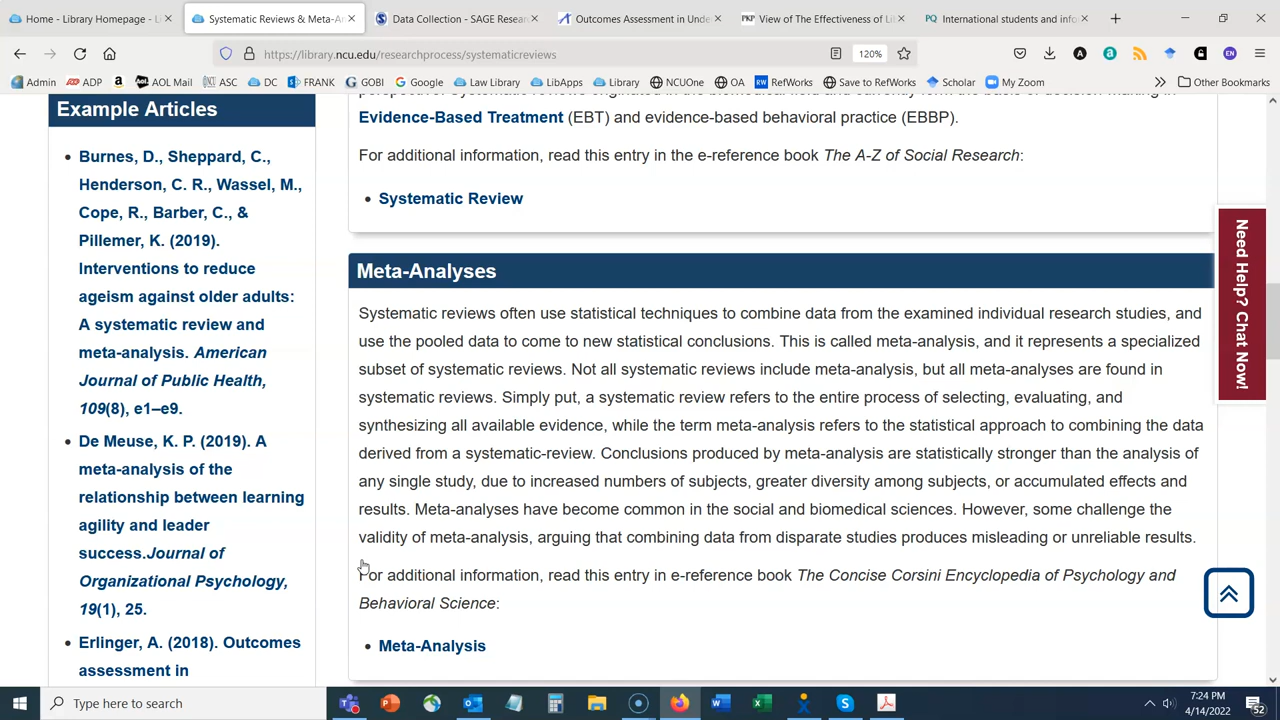 Home - Library Homepage - L
Systematic Reviews & Meta-An
Data Collection - SAGE Resear
Outcomes Assessment in Unde
View of The Effectiveness of Li
International students and info
https://library.ncu.edu/researchprocess/systematicreviews
120%
Admin
ADP
AOL Mail
ASC
DC
FRANK
GOBI
Google
Law Library
LibApps
Library
NCUOne
OA
RefWorks
Save to RefWorks
Scholar
My Zoom
Other Bookmarks
Example Articles
Burnes, D., Sheppard, C.,
Henderson, C. R., Wassel, M.,
Cope, R., Barber, C., &
Pillemer, K. (2019).
Interventions to reduce
ageism against older adults:
A systematic review and
meta-analysis. American
Journal of Public Health,
109(8), e1–e9.
De Meuse, K. P. (2019). A
meta-analysis of the
relationship between learning
agility and leader
success.Journal of
Organizational Psychology,
19(1), 25.
Erlinger, A. (2018). Outcomes
assessment in
Evidence-Based Treatment (EBT) and evidence-based behavioral practice (EBBP).
For additional information, read this entry in the e-reference book The A-Z of Social Research:
Systematic Review
Meta-Analyses
Systematic reviews often use statistical techniques to combine data from the examined individual research studies, and
use the pooled data to come to new statistical conclusions. This is called meta-analysis, and it represents a specialized
subset of systematic reviews. Not all systematic reviews include meta-analysis, but all meta-analyses are found in
systematic reviews. Simply put, a systematic review refers to the entire process of selecting, evaluating, and
synthesizing all available evidence, while the term meta-analysis refers to the statistical approach to combining the data
derived from a systematic-review. Conclusions produced by meta-analysis are statistically stronger than the analysis of
any single study, due to increased numbers of subjects, greater diversity among subjects, or accumulated effects and
results. Meta-analyses have become common in the social and biomedical sciences. However, some challenge the
validity of meta-analysis, arguing that combining data from disparate studies produces misleading or unreliable results.
For additional information, read this entry in e-reference book The Concise Corsini Encyclopedia of Psychology and
Behavioral Science:
Meta-Analysis
Need Help? Chat Now!
Type here to search
7:24 PM
4/14/2022
52